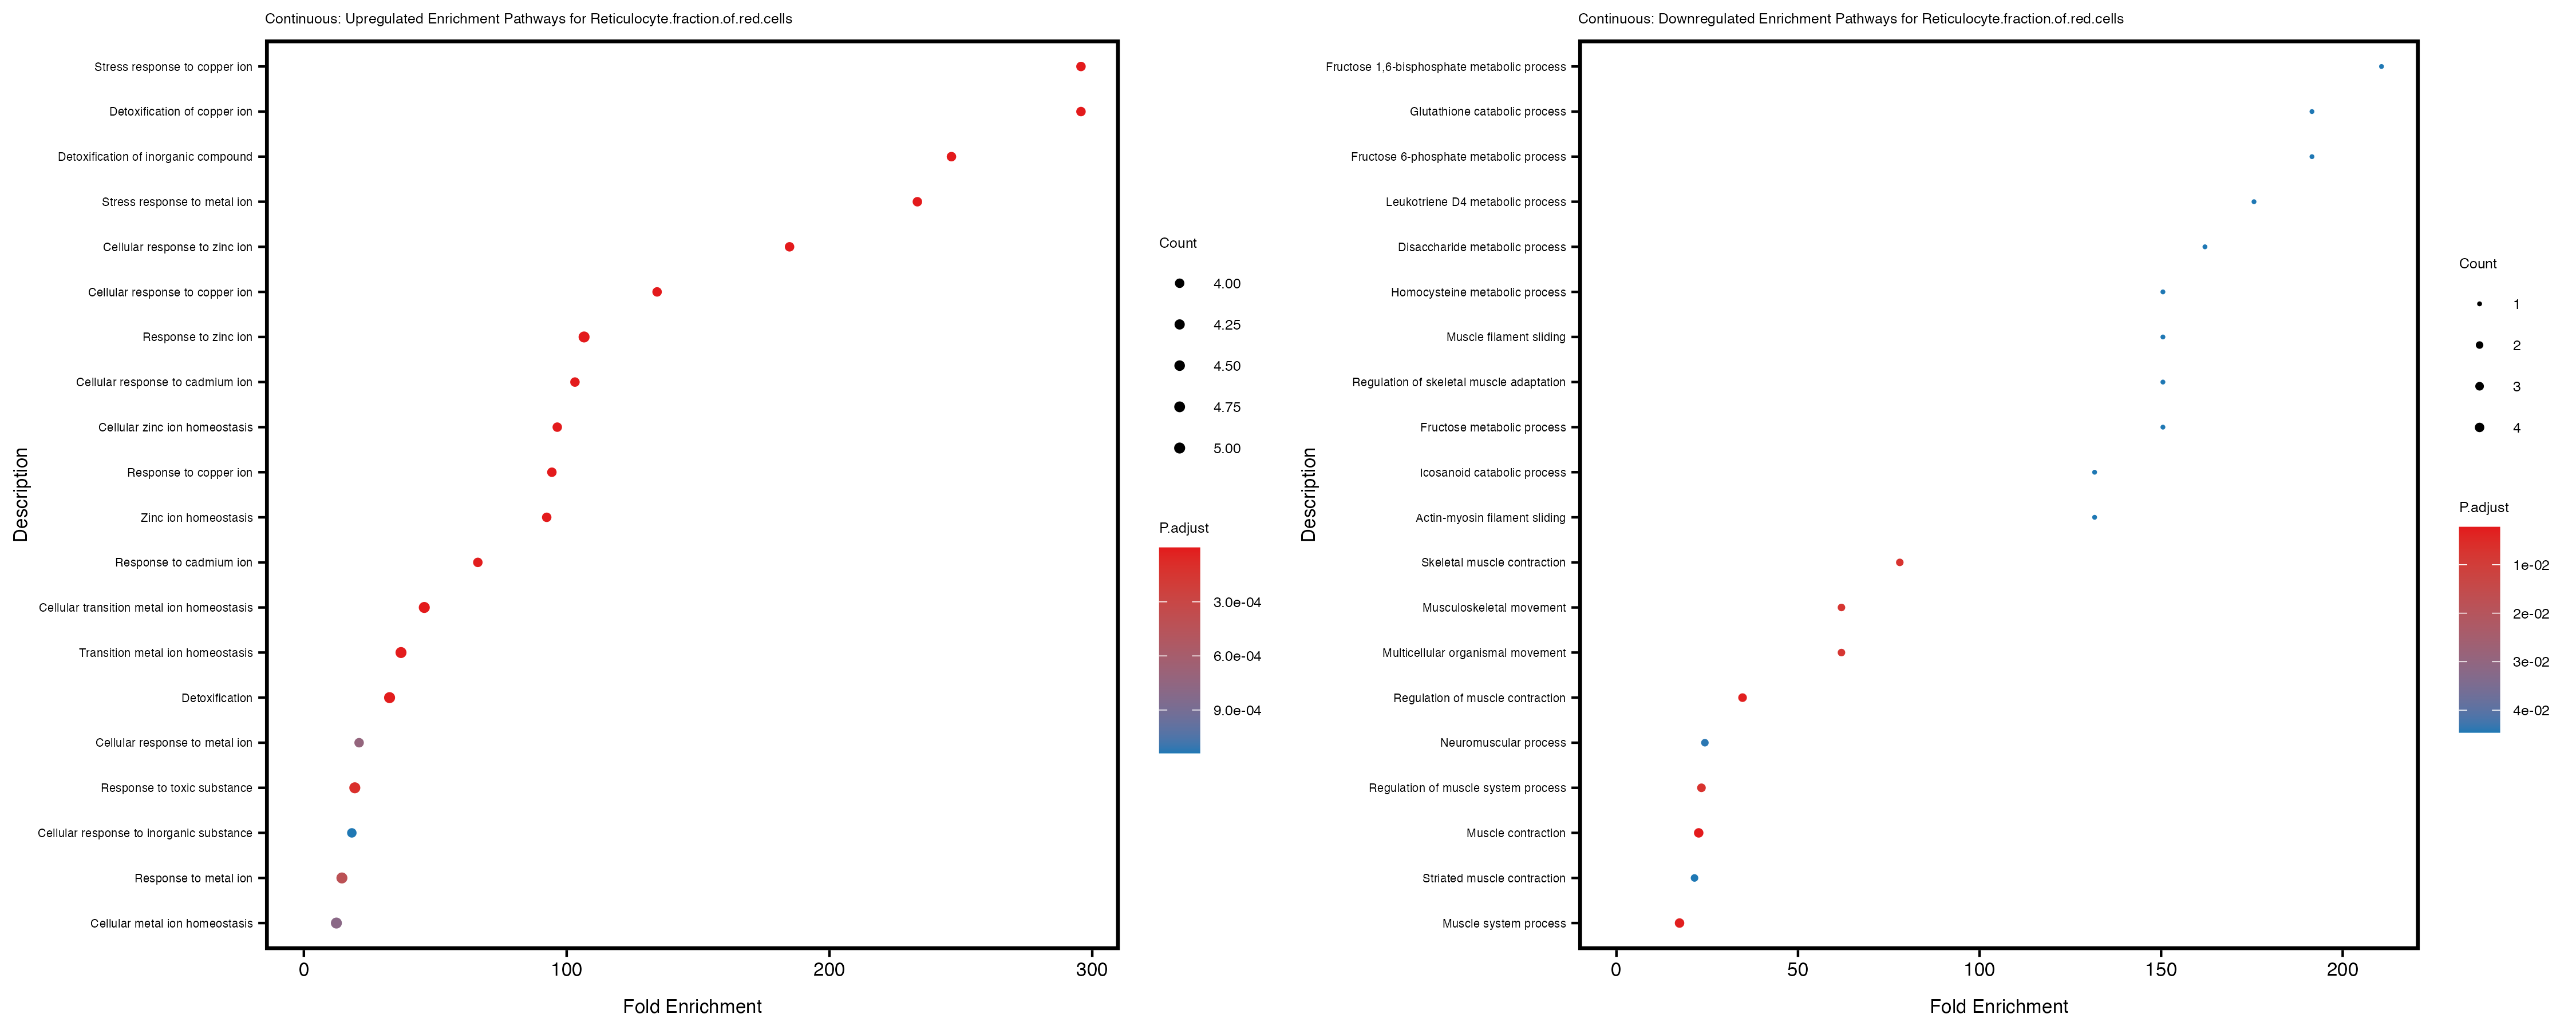 Continuous: Upregulated Enrichment Pathways for Reticulocyte.fraction.of.red.cells
Description
Stress response to copper ion
Detoxification of copper ion
Detoxification of inorganic compound
Stress response to metal ion
Cellular response to zinc ion
Cellular response to copper ion
Response to zinc ion
Cellular response to cadmium ion
Cellular zinc ion homeostasis
Response to copper ion
Zinc ion homeostasis
Response to cadmium ion
Cellular transition metal ion homeostasis
Transition metal ion homeostasis
Detoxification
Cellular response to metal ion
Response to toxic substance
Cellular response to inorganic substance
Response to metal ion
Cellular metal ion homeostasis
0 100 200 300
Fold Enrichment
Count
4.00
4.25
4.50
4.75
5.00
P.adjust
3.0e-04
6.0e-04
9.0e-04
Continuous: Downregulated Enrichment Pathways for Reticulocyte.fraction.of.red.cells
Description
Fructose 1,6-bisphosphate metabolic process
Glutathione catabolic process
Fructose 6-phosphate metabolic process
Leukotriene D4 metabolic process
Disaccharide metabolic process
Homocysteine metabolic process
Muscle filament sliding
Regulation of skeletal muscle adaptation
Fructose metabolic process
Icosanoid catabolic process
Actin-myosin filament sliding
Skeletal muscle contraction
Musculoskeletal movement
Multicellular organismal movement
Regulation of muscle contraction
Neuromuscular process
Regulation of muscle system process
Muscle contraction
Striated muscle contraction
Muscle system process
0 50 100 150 200
Fold Enrichment
Count
1
2
3
4
P.adjust
1e-02
2e-02
3e-02
4e-02